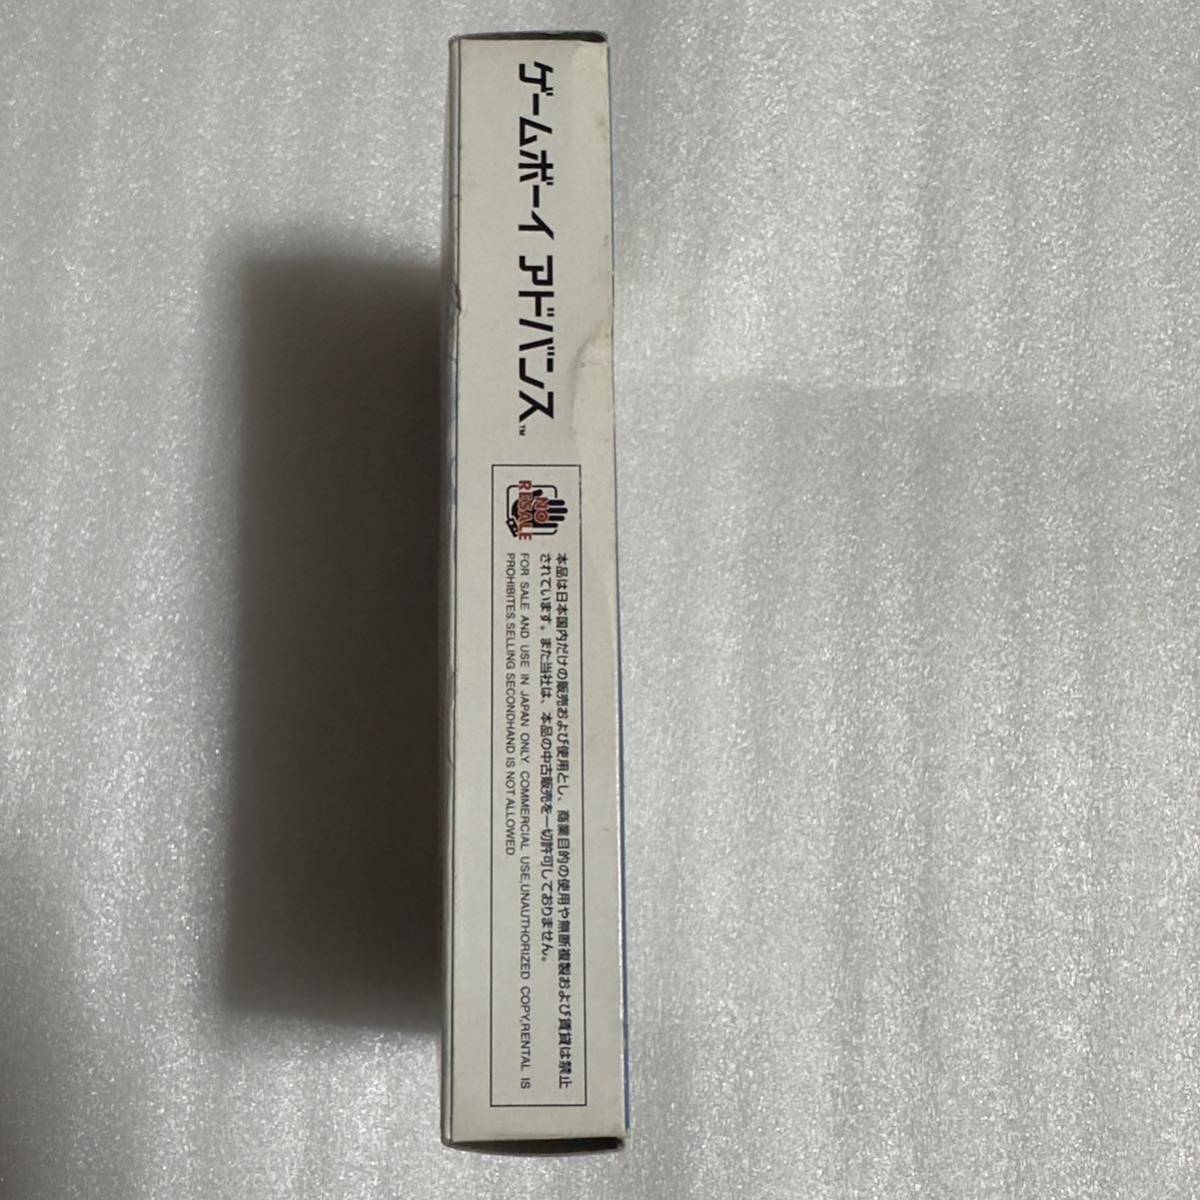 ゲームボーイ アドバンス™
NO
RESALE
本品は日本国内だけの販売および使用とし、商業目的の使用や無断複製および賃貸は禁止
されています。また当社は、本品の中古販売を一切許可しておりません。
FOR SALE AND USE IN JAPAN ONLY. COMMERCIAL USE,UNAUTHORIZED COPY,RENTAL IS
PROHIBITES.SELLING SECONDHAND IS NOT ALLOWED